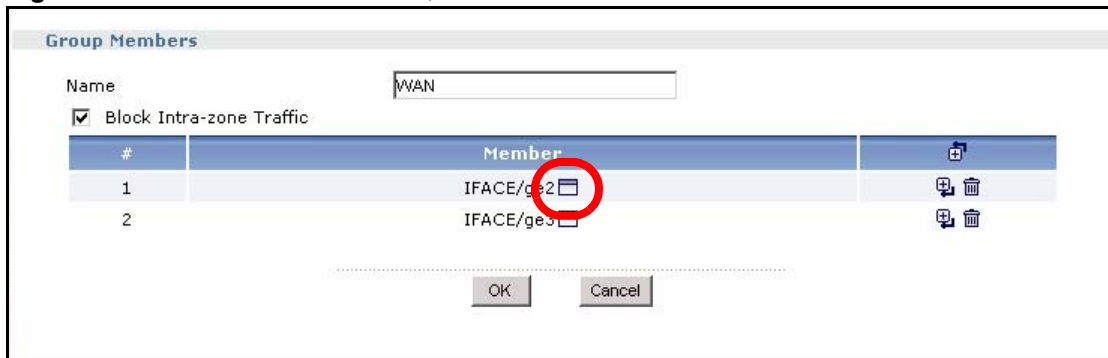 Group Members
Name WAN
Block Intra-zone Traffic
# Member
1 IFACE/ge2
2 IFACE/ge3
OK Cancel